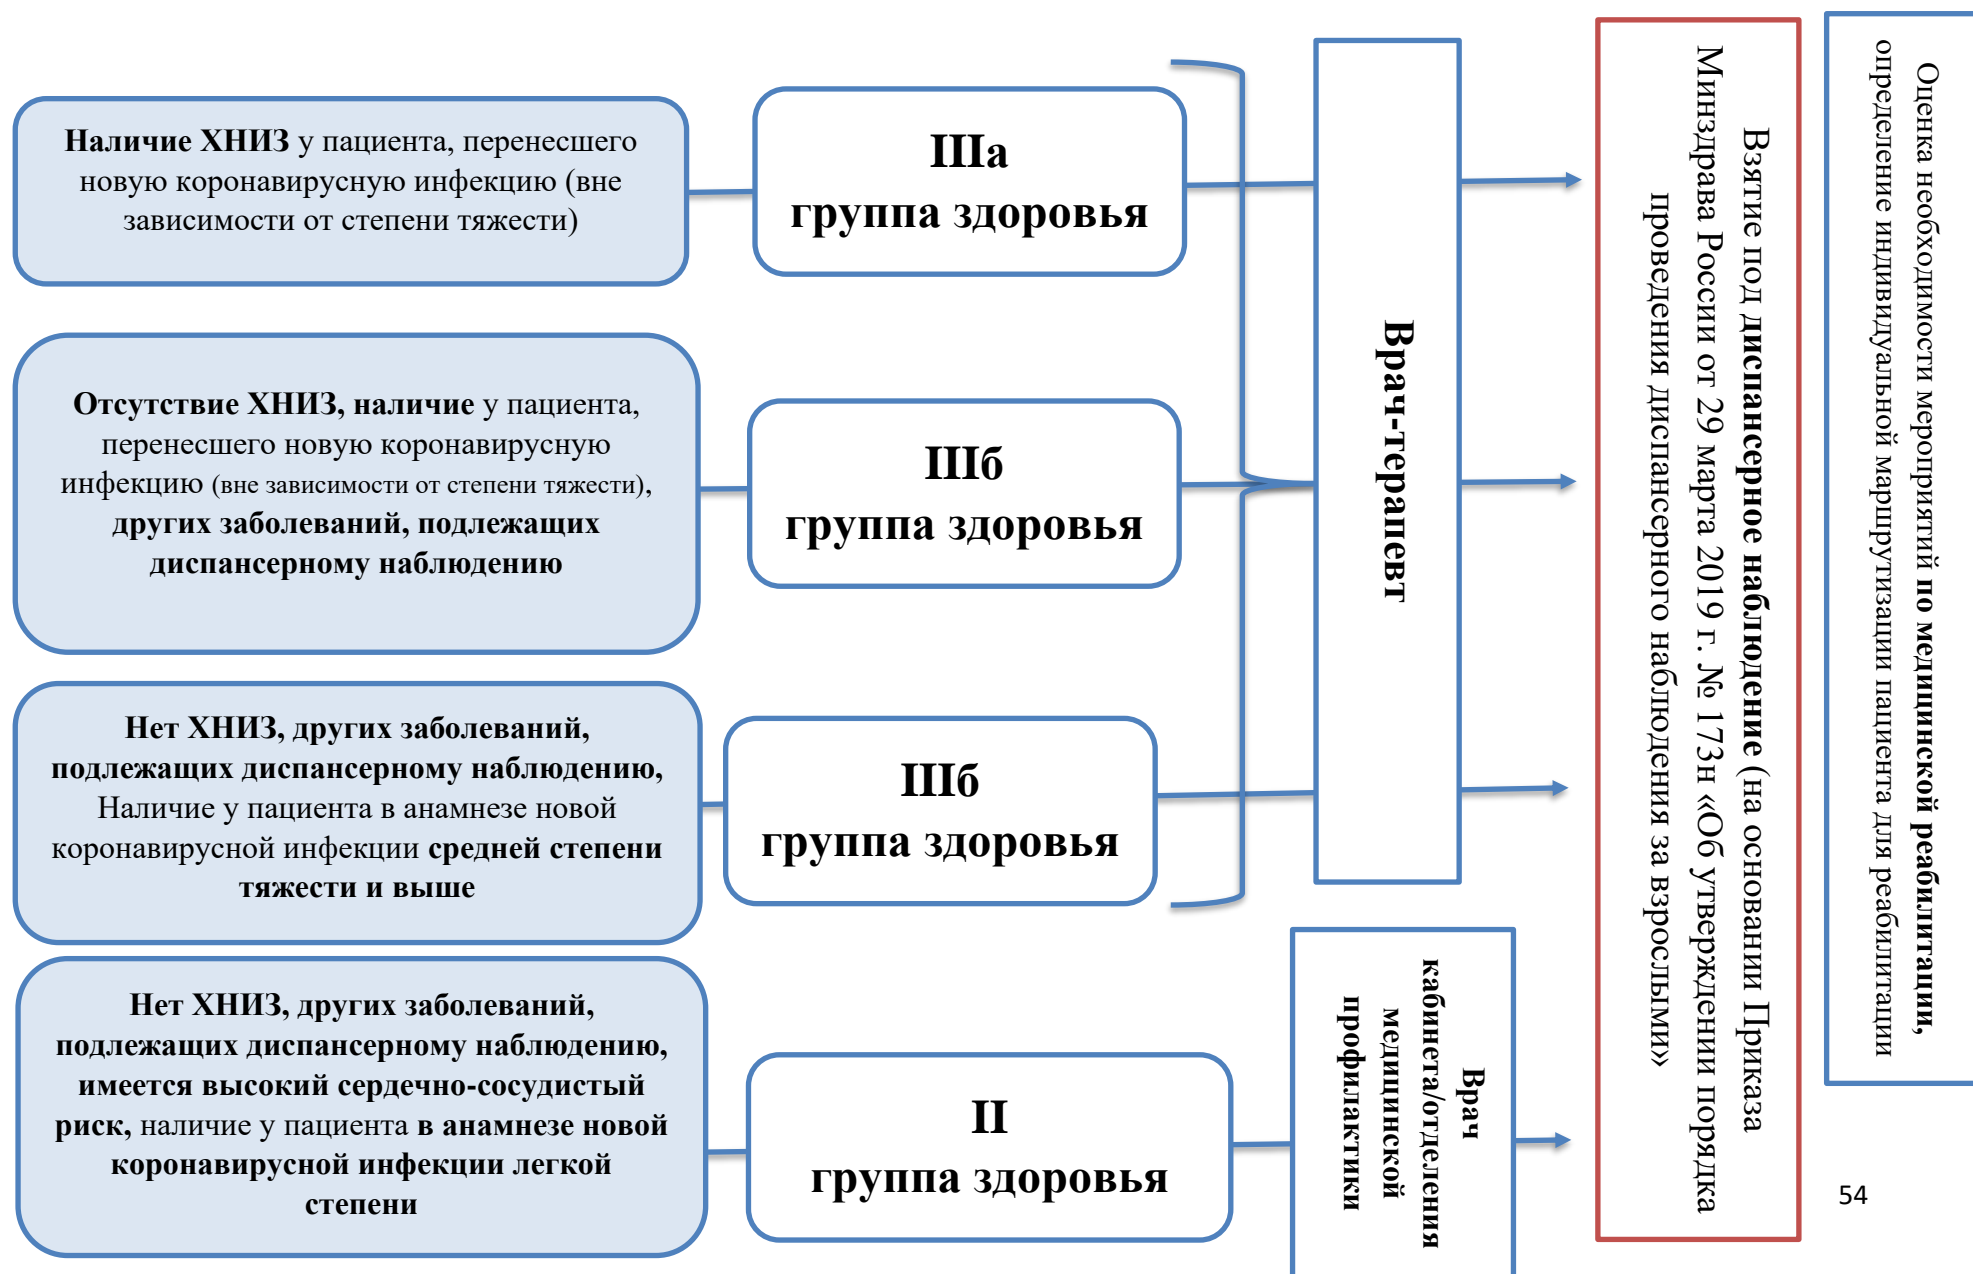 Наличие ХНИЗ у пациента, перенесшего
новую коронавирусную инфекцию (вне
зависимости от степени тяжести)
IIIа
группа здоровья
Отсутствие ХНИЗ, наличие у пациента,
перенесшего новую коронавирусную
инфекцию (вне зависимости от степени тяжести),
других заболеваний, подлежащих
диспансерному наблюдению
IIIб
группа здоровья
Нет ХНИЗ, других заболеваний,
подлежащих диспансерному наблюдению,
Наличие у пациента в анамнезе новой
коронавирусной инфекции средней степени
тяжести и выше
IIIб
группа здоровья
Нет ХНИЗ, других заболеваний,
подлежащих диспансерному наблюдению,
имеется высокий сердечно-сосудистый
риск, наличие у пациента в анамнезе новой
коронавирусной инфекции легкой
степени
II
группа здоровья
Врач-терапевт
Врач
кабинета/отделения
медицинской
профилактики
Взятие под диспансерное наблюдение (на основании Приказа
Минздрава России от 29 марта 2019 г. № 173н «Об утверждении порядка
проведения диспансерного наблюдения за взрослыми»
Оценка необходимости мероприятий по медицинской реабилитации,
определение индивидуальной маршрутизации пациента для реабилитации
54